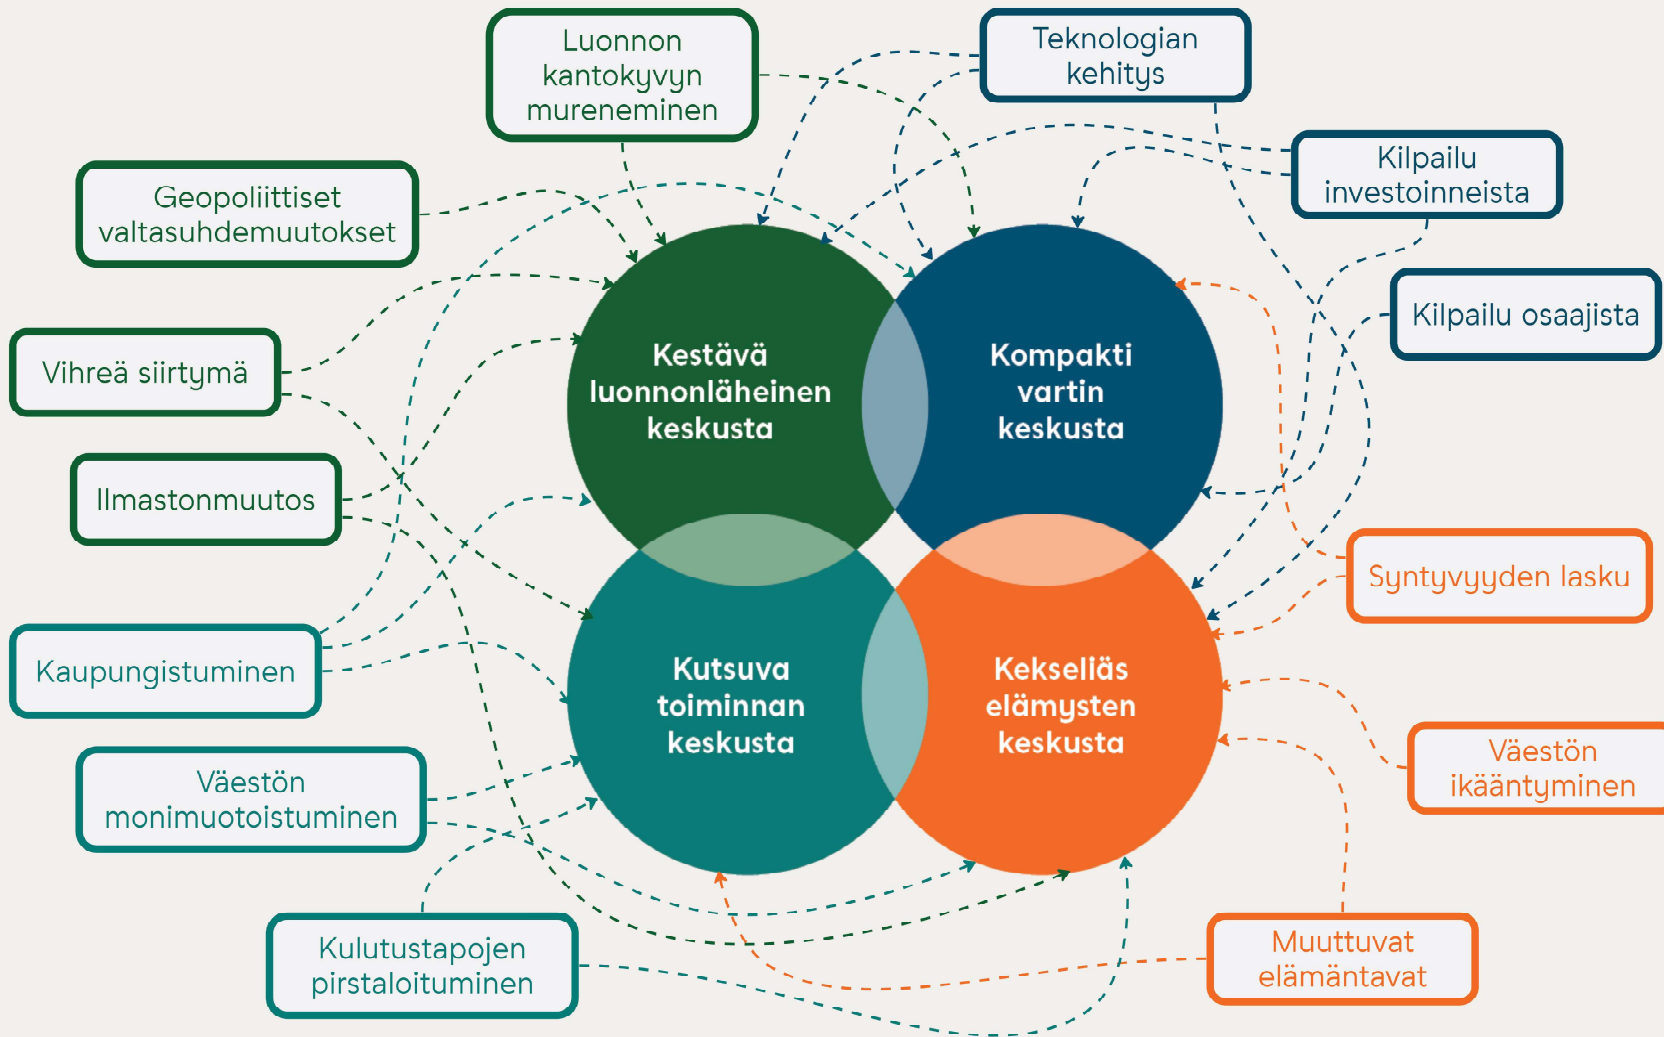 Luonnon
kantokyvyn
mureneminen
Teknologian
kehitys
Kilpailu
investoinneista
Geopoliittiset
valtasuhdemuutokset
Kilpailu osaajista
Vihreä siirtymä
Kestävä
luonnonläheinen
keskusta
Kompakti
vartin
keskusta
Ilmastonmuutos
Syntyvyyden lasku
Kaupungistuminen
Kutsuva
toiminnan
keskusta
Kekseliäs
elämysten
keskusta
Väestön
ikääntyminen
Väestön
monimuotoistuminen
Kulutustapojen
pirstaloituminen
Muuttuvat
elämäntavat